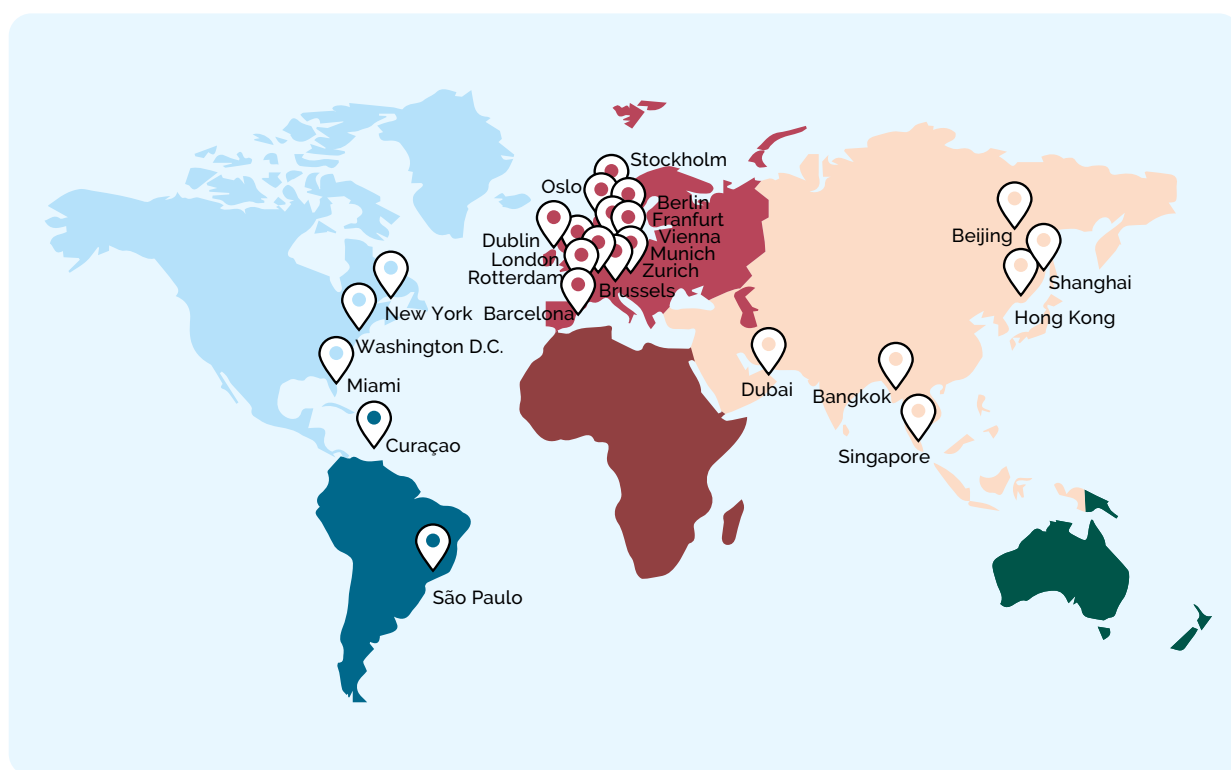 Stockholm
Oslo
Berlin
Franfurt
Dublin
Vienna
London
Munich
Rotterdam
Zurich
Brussels
Barcelona
New York
Washington D.C.
Miami
Curaçao
São Paulo
Beijing
Shanghai
Hong Kong
Dubai
Bangkok
Singapore